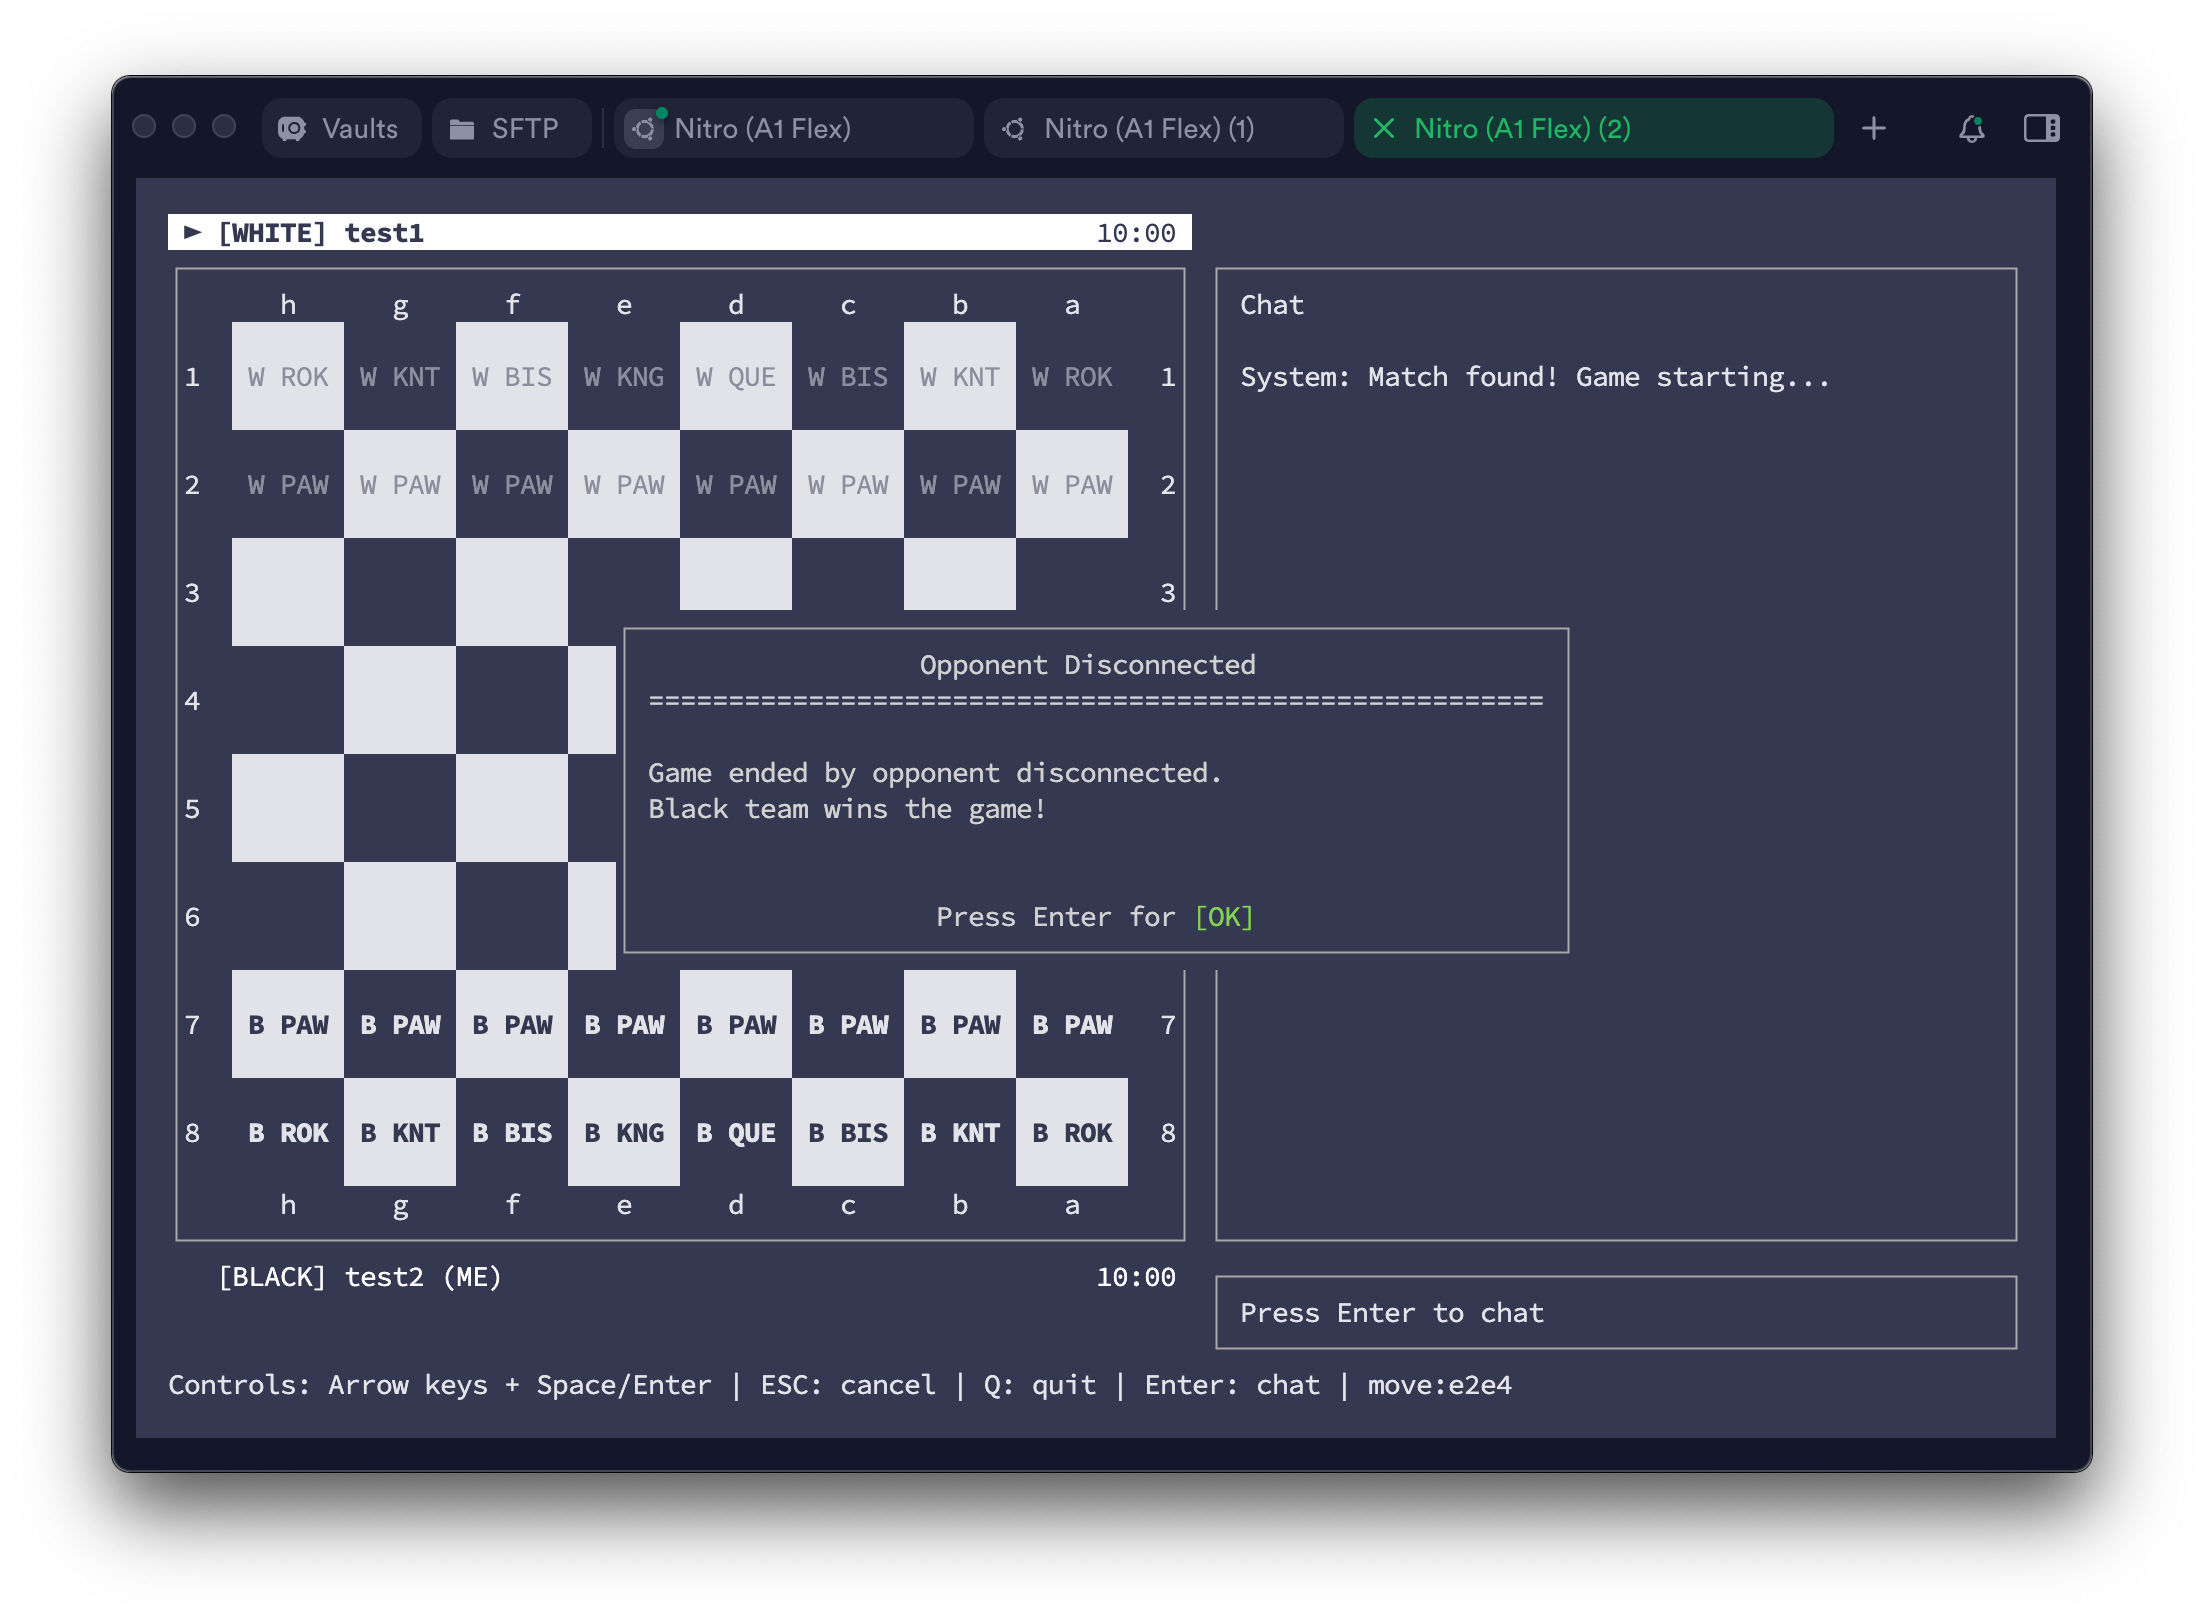 Vaults SFTP Nitro (A1 Flex) Nitro (A1 Flex) (1) Nitro (A1 Flex) (2)
► [WHITE] test1 10:00
h g f e d c b a
1 W ROK W KNT W BIS W KNG W QUE W BIS W KNT W ROK 1
2 W PAW W PAW W PAW W PAW W PAW W PAW W PAW W PAW 2
3 3
4
5
6
7 B PAW B PAW B PAW B PAW B PAW B PAW B PAW B PAW 7
8 B ROK B KNT B BIS B KNG B QUE B BIS B KNT B ROK 8
h g f e d c b a
[BLACK] test2 (ME) 10:00
Chat
System: Match found! Game starting...
Opponent Disconnected
========================================================
Game ended by opponent disconnected.
Black team wins the game!
Press Enter for [OK]
Press Enter to chat
Controls: Arrow keys + Space/Enter | ESC: cancel | Q: quit | Enter: chat | move:e2e4